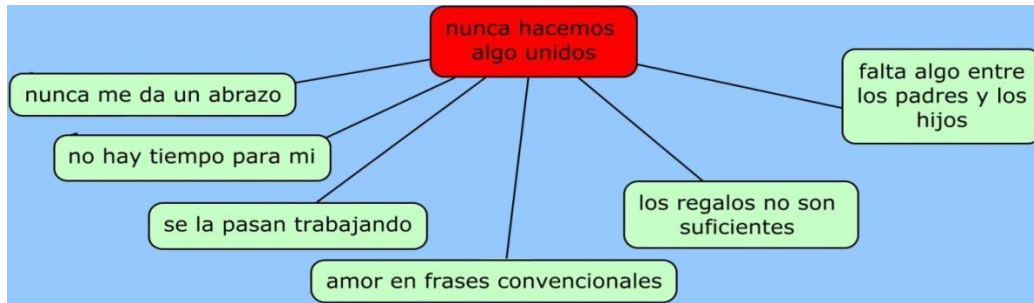 nunca hacemos
algo unidos
nunca me da un abrazo
no hay tiempo para mi
se la pasan trabajando
amor en frases convencionales
los regalos no son
suficientes
falta algo entre
los padres y los
hijos